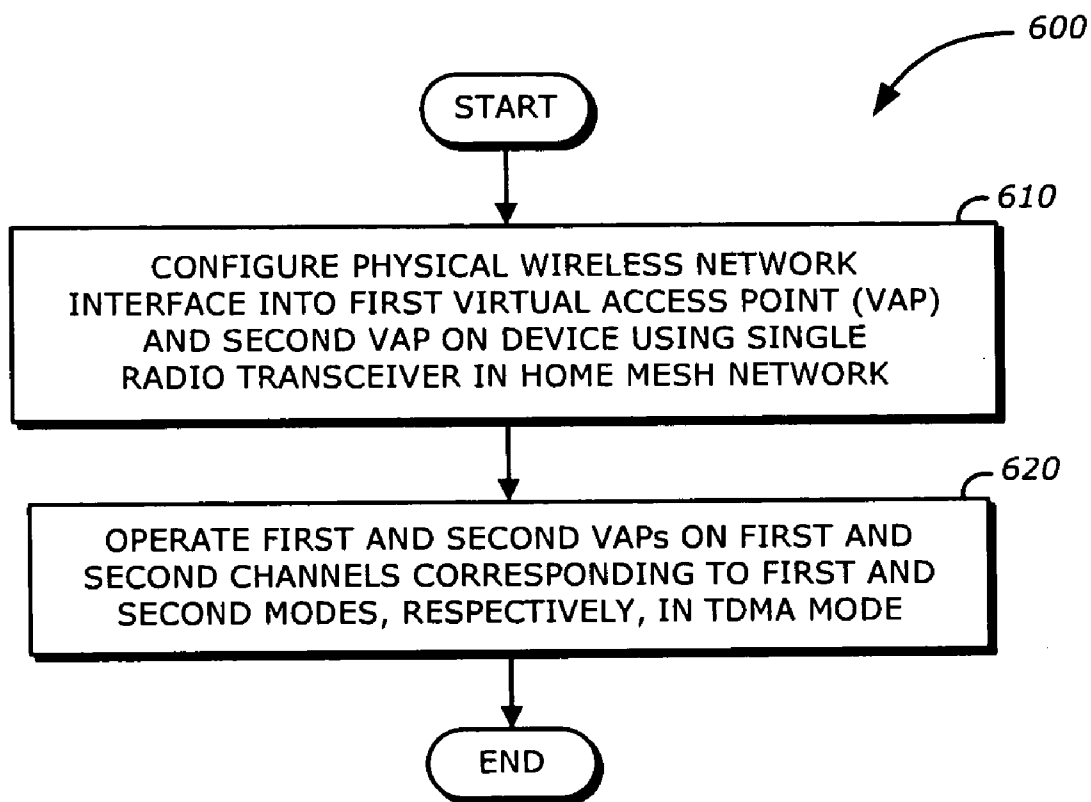 600
START
610
CONFIGURE PHYSICAL WIRELESS NETWORK
INTERFACE INTO FIRST VIRTUAL ACCESS POINT (VAP)
AND SECOND VAP ON DEVICE USING SINGLE
RADIO TRANSCEIVER IN HOME MESH NETWORK
620
OPERATE FIRST AND SECOND VAPs ON FIRST AND
SECOND CHANNELS CORRESPONDING TO FIRST AND
SECOND MODES, RESPECTIVELY, IN TDMA MODE
END